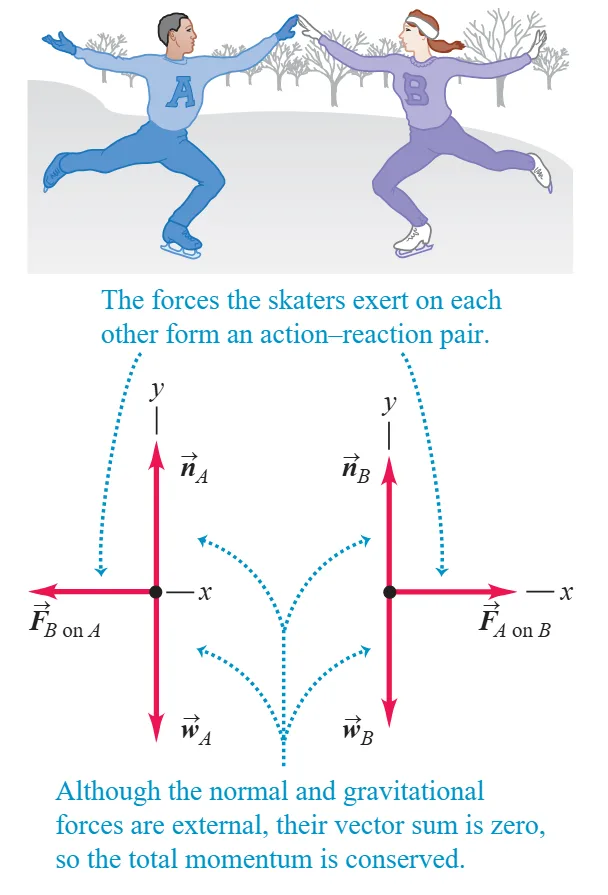 A B
The forces the skaters exert on each
other form an action–reaction pair.
y
y
n⃗A
n⃗B
x
x
F⃗B on A
F⃗A on B
w⃗A
w⃗B
Although the normal and gravitational
forces are external, their vector sum is zero,
so the total momentum is conserved.